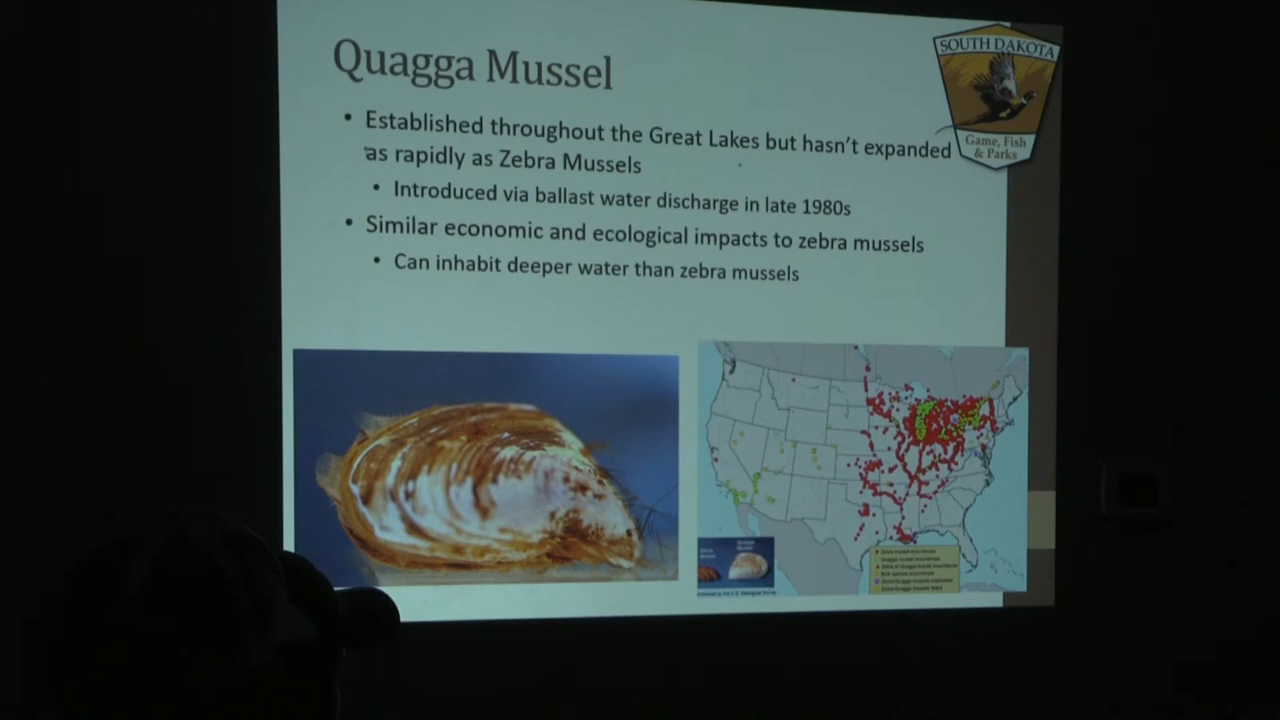 Quagga Mussel
SOUTH DAKOTA
Game, Fish
& Parks
• Established throughout the Great Lakes but hasn't expanded
as rapidly as Zebra Mussels
• Introduced via ballast water discharge in late 1980s
• Similar economic and ecological impacts to zebra mussels
• Can inhabit deeper water than zebra mussels